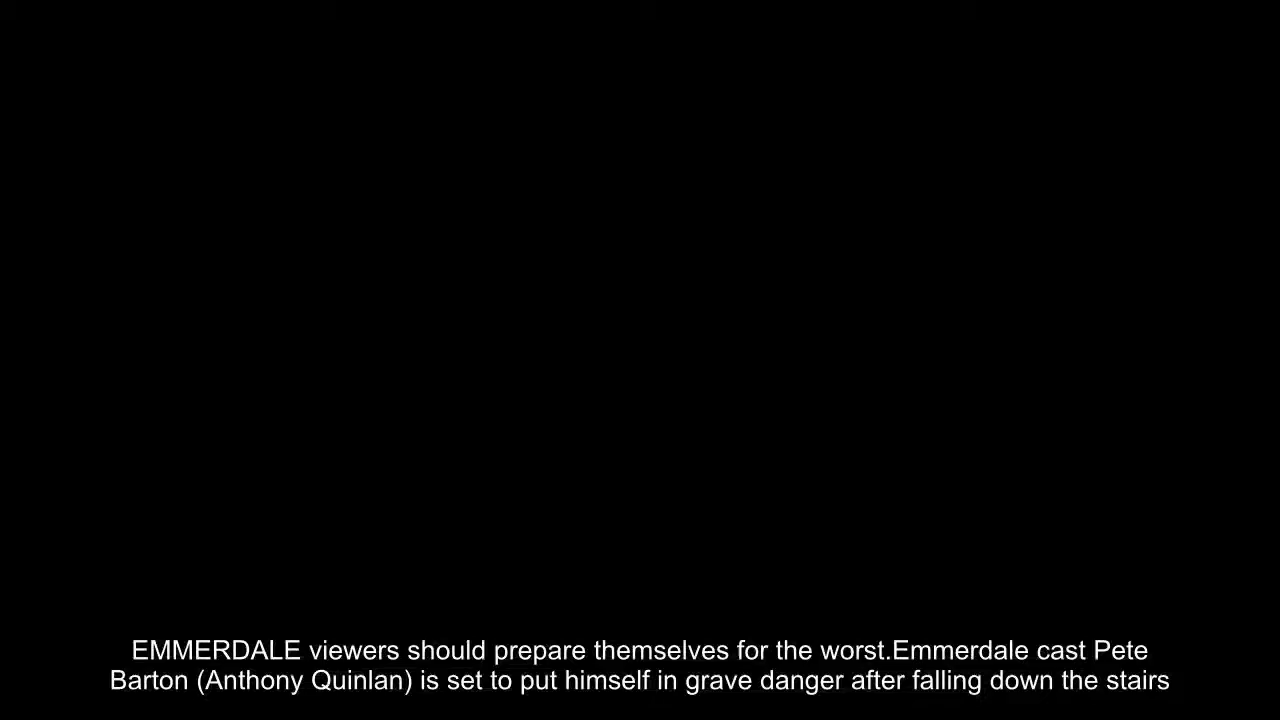 EMMERDALE viewers should prepare themselves for the worst.Emmerdale cast Pete
Barton (Anthony Quinlan) is set to put himself in grave danger after falling down the stairs